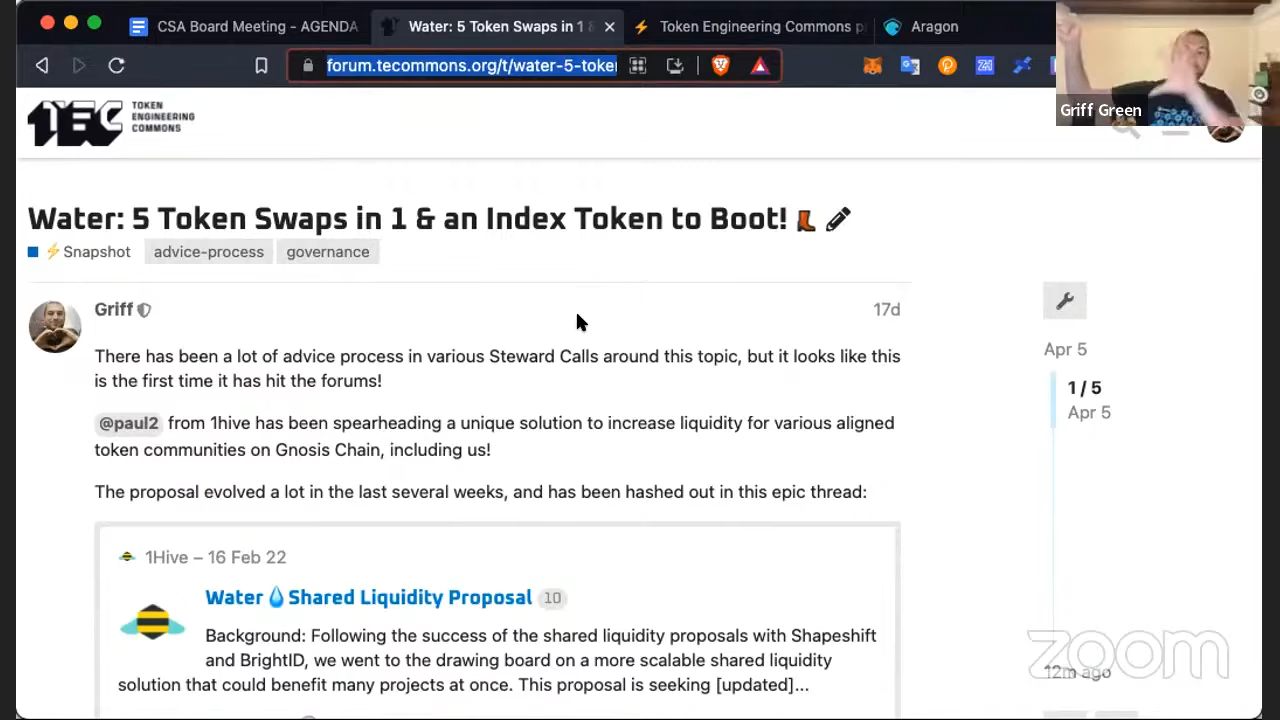 CSA Board Meeting - AGENDA
Water: 5 Token Swaps in 1 &
Token Engineering Commons p
Aragon
forum.tecommons.org/t/water-5-token
Griff Green
TEC
TOKEN
ENGINEERING
COMMONS
Water: 5 Token Swaps in 1 & an Index Token to Boot!
Snapshot advice-process governance
Griff 17d
There has been a lot of advice process in various Steward Calls around this topic, but it looks like this
is the first time it has hit the forums!
@paul2 from 1hive has been spearheading a unique solution to increase liquidity for various aligned
token communities on Gnosis Chain, including us!
The proposal evolved a lot in the last several weeks, and has been hashed out in this epic thread:
1Hive – 16 Feb 22
Water Shared Liquidity Proposal 10
Background: Following the success of the shared liquidity proposals with Shapeshift
and BrightID, we went to the drawing board on a more scalable shared liquidity
solution that could benefit many projects at once. This proposal is seeking [updated]...
Apr 5
1 / 5
Apr 5
12m ago
zoom